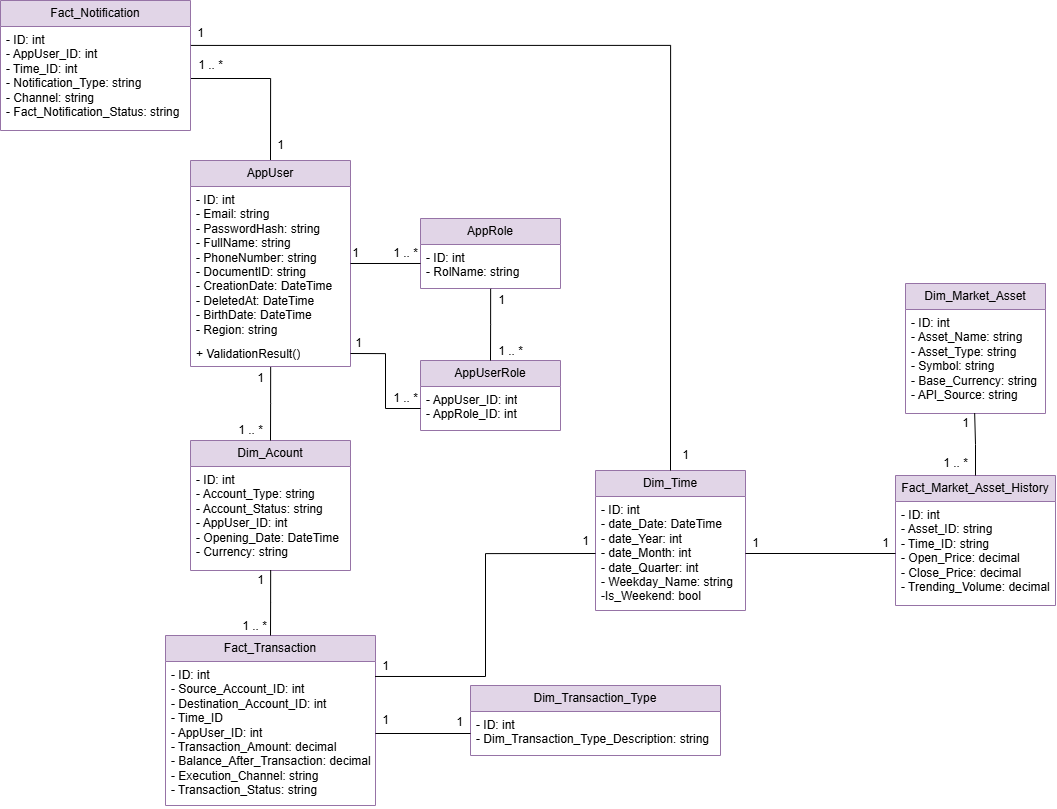 Fact_Notification
- ID: int
- AppUser_ID: int
- Time_ID: int
- Notification_Type: string
- Channel: string
- Fact_Notification_Status: string
1
1 .. *
1
AppUser
- ID: int
- Email: string
- PasswordHash: string
- FullName: string
- PhoneNumber: string
- DocumentID: string
- CreationDate: DateTime
- DeletedAt: DateTime
- BirthDate: DateTime
- Region: string
+ ValidationResult()
1
1 .. *
AppRole
- ID: int
- RolName: string
1
1 .. *
1
1 .. *
AppUserRole
- AppUser_ID: int
- AppRole_ID: int
1
1 .. *
Dim_Acount
- ID: int
- Account_Type: string
- Account_Status: string
- AppUser_ID: int
- Opening_Date: DateTime
- Currency: string
1
1 .. *
Dim_Market_Asset
- ID: int
- Asset_Name: string
- Asset_Type: string
- Symbol: string
- Base_Currency: string
- API_Source: string
1
1 .. *
1
Dim_Time
- ID: int
- date_Date: DateTime
- date_Year: int
- date_Month: int
- date_Quarter: int
- Weekday_Name: string
-Is_Weekend: bool
1
1
1
Fact_Market_Asset_History
- ID: int
- Asset_ID: string
- Time_ID: string
- Open_Price: decimal
- Close_Price: decimal
- Trending_Volume: decimal
Fact_Transaction
- ID: int
- Source_Account_ID: int
- Destination_Account_ID: int
- Time_ID
- AppUser_ID: int
- Transaction_Amount: decimal
- Balance_After_Transaction: decimal
- Execution_Channel: string
- Transaction_Status: string
1
1
1
Dim_Transaction_Type
- ID: int
- Dim_Transaction_Type_Description: string